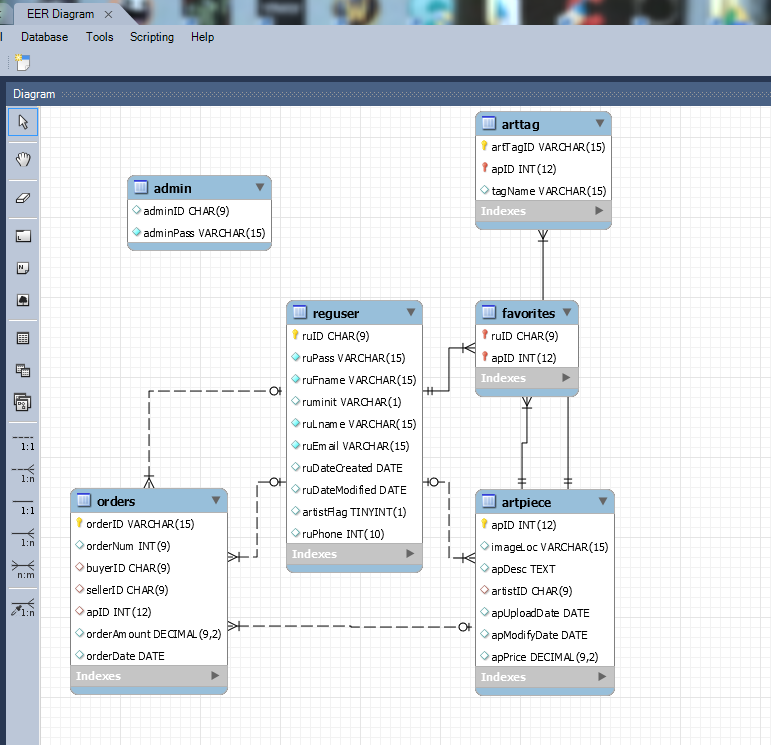 EER Diagram
Database Tools Scripting Help
Diagram
arttag
artTagID VARCHAR(15)
apID INT(12)
tagName VARCHAR(15)
Indexes
admin
adminID CHAR(9)
adminPass VARCHAR(15)
reguser
ruID CHAR(9)
ruPass VARCHAR(15)
ruFname VARCHAR(15)
ruminit VARCHAR(1)
ruLname VARCHAR(15)
ruEmail VARCHAR(15)
ruDateCreated DATE
ruDateModified DATE
artistFlag TINYINT(1)
ruPhone INT(10)
Indexes
favorites
ruID CHAR(9)
apID INT(12)
Indexes
orders
orderID VARCHAR(15)
orderNum INT(9)
buyerID CHAR(9)
sellerID CHAR(9)
apID INT(12)
orderAmount DECIMAL(9,2)
orderDate DATE
Indexes
artpiece
apID INT(12)
imageLoc VARCHAR(15)
apDesc TEXT
artistID CHAR(9)
apUploadDate DATE
apModifyDate DATE
apPrice DECIMAL(9,2)
Indexes
1:1
1:n
1:1
1:n
n:m
1:n